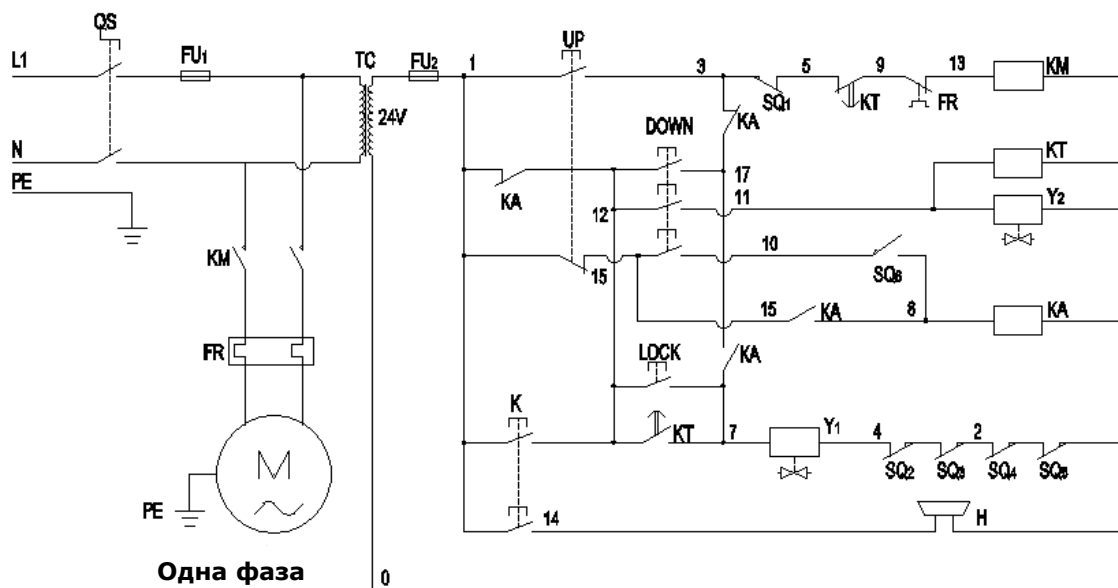 QS
L1
FU1
TC
FU2
1
UP
3
5
9
13
KM
SQ1
KT
FR
24V
KA
DOWN
N
17
KT
PE
KA
12
11
Y2
KM
15
10
SQ6
15
KA
8
KA
FR
LOCK
KA
K
M
KT
7
Y1
4
2
SQ2
SQ3
SQ4
SQ5
PE
14
H
Одна фаза
0